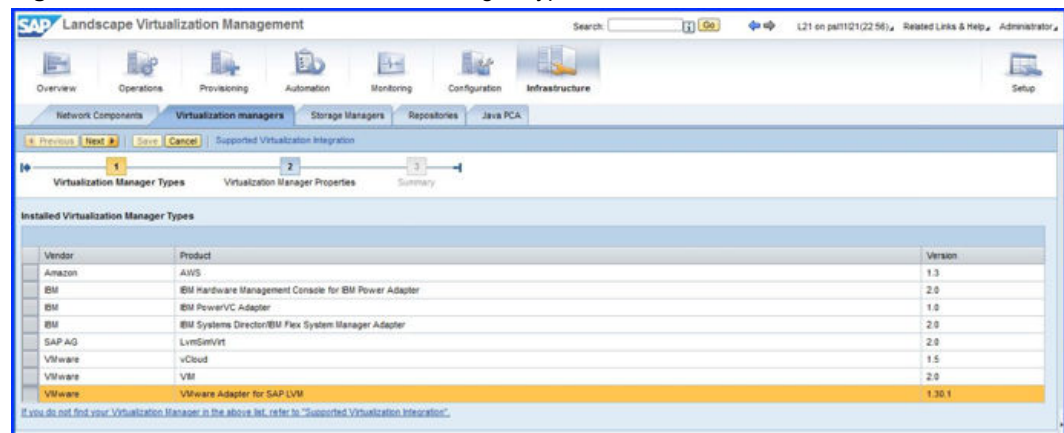 SAP Landscape Virtualization Management Search: Go L21 on Related Links & Help Administrator
Overview Operations Provisioning Automation Monitoring Configuration Infrastructure Setup
Network Components Virtualization managers Storage Managers Repositories Java PCA
Previous Next Save Cancel Supported Virtualization Integration
1 2 3
Virtualization Manager Types Virtualization Manager Properties Summary
Installed Virtualization Manager Types
Vendor Product Version
Amazon AWS 1.3
IBM IBM Hardware Management Console for IBM Power Adapter 2.0
IBM IBM PowerVC Adapter 1.0
IBM IBM Systems Director/IBM Flex System Manager Adapter 2.0
SAP AG LvmSimVirt 2.0
VMware vCloud 1.5
VMware VIM 2.0
VMware VMware Adapter for SAP LVM 1.30.1
If you do not find your Virtualization Manager in the above list, refer to "Supported Virtualization Integration".